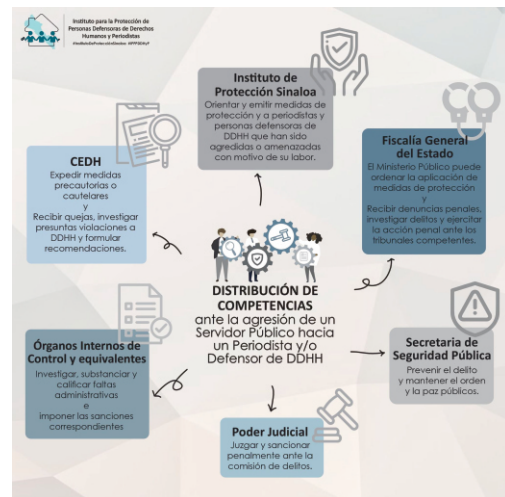 Instituto para la Protección de
Personas Defensoras de Derechos
Humanos y Periodistas
Instituto de
Protección Sinaloa
Orientar y emitir medidas de
protección y a periodistas y
personas defensoras de
DDHH que han sido
agredidas o amenazadas
con motivo de su labor.
Fiscalía General
del Estado
El Ministerio Público puede
ordenar la aplicación de
medidas de protección
y
Recibir denuncias penales,
investigar delitos y ejercitar
la acción penal ante los
tribunales competentes.
CEDH
Expedir medidas
precautorias o
cautelares
y
Recibir quejas, investigar
presuntas violaciones a
DDHH y formular
recomendaciones.
DISTRIBUCIÓN DE
COMPETENCIAS
ante la agresión de un
Servidor Público hacia
un Periodista y/o
Defensor de DDHH
Órganos Internos de
Control y equivalentes
Investigar, substanciar y
calificar faltas
administrativas
e
imponer las sanciones
correspondientes
Secretaria de
Seguridad Pública
Prevenir el delito
y mantener el orden
y la paz públicos.
Poder Judicial
Juzgar y sancionar
penalmente ante la
comisión de delitos.